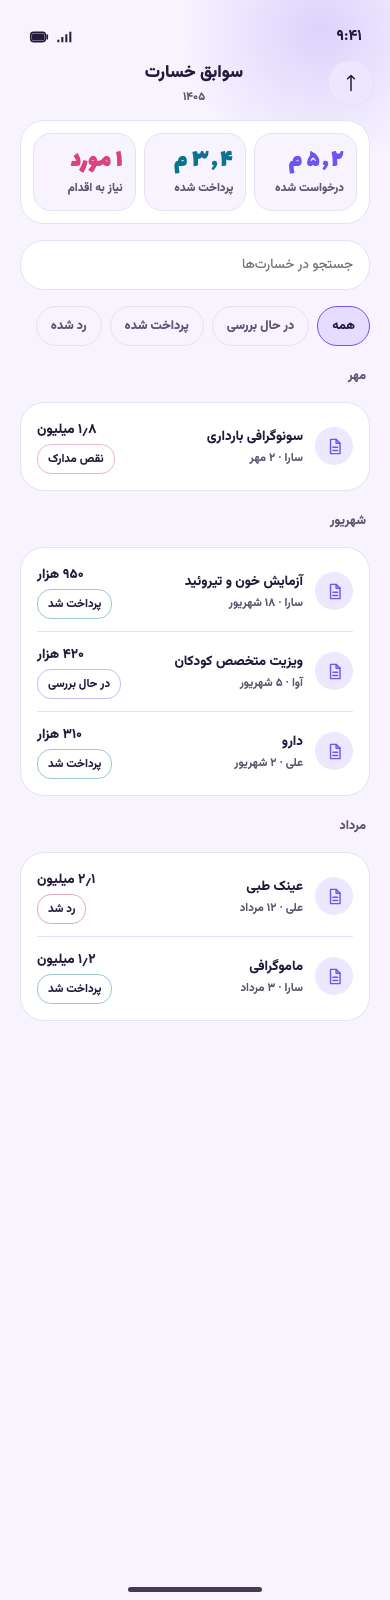 ۹:۴۱
سوابق خسارت
۱۴۰۵
۵,۲ م
درخواست شده
۳,۴ م
پرداخت شده
۱ مورد
نیاز به اقدام
جستجو در خسارت‌ها
همه
در حال بررسی
پرداخت شده
رد شده
مهر
سونوگرافی بارداری
سارا · ۲ مهر
۱٫۸ میلیون
نقص مدارک
شهریور
آزمایش خون و تیروئید
سارا · ۱۸ شهریور
۹۵۰ هزار
پرداخت شد
ویزیت متخصص کودکان
آوا · ۵ شهریور
۴۲۰ هزار
در حال بررسی
دارو
علی · ۲ شهریور
۳۱۰ هزار
پرداخت شد
مرداد
عینک طبی
علی · ۱۲ مرداد
۲٫۱ میلیون
رد شد
ماموگرافی
سارا · ۳ مرداد
۱٫۲ میلیون
پرداخت شد